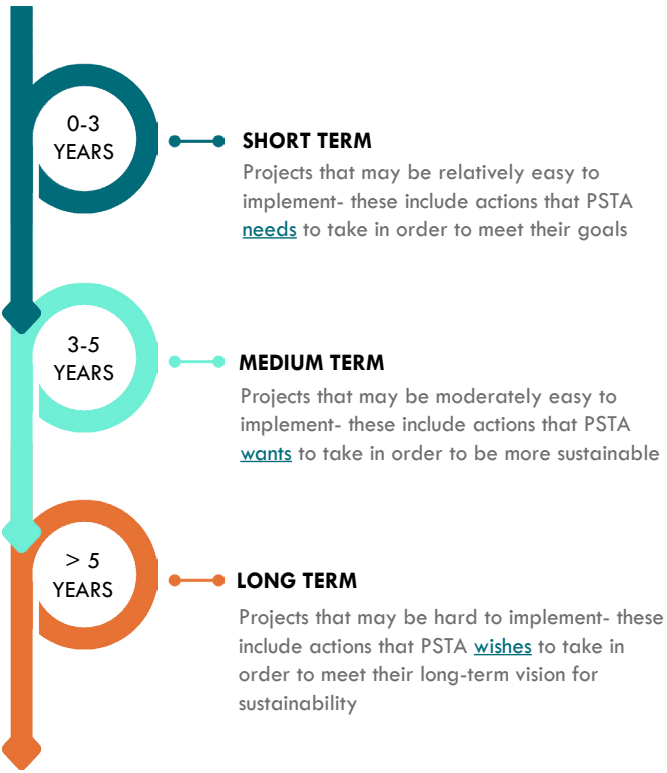 0-3
YEARS
SHORT TERM
Projects that may be relatively easy to
implement- these include actions that PSTA
needs to take in order to meet their goals
3-5
YEARS
MEDIUM TERM
Projects that may be moderately easy to
implement- these include actions that PSTA
wants to take in order to be more sustainable
> 5
YEARS
LONG TERM
Projects that may be hard to implement- these
include actions that PSTA wishes to take in
order to meet their long-term vision for
sustainability